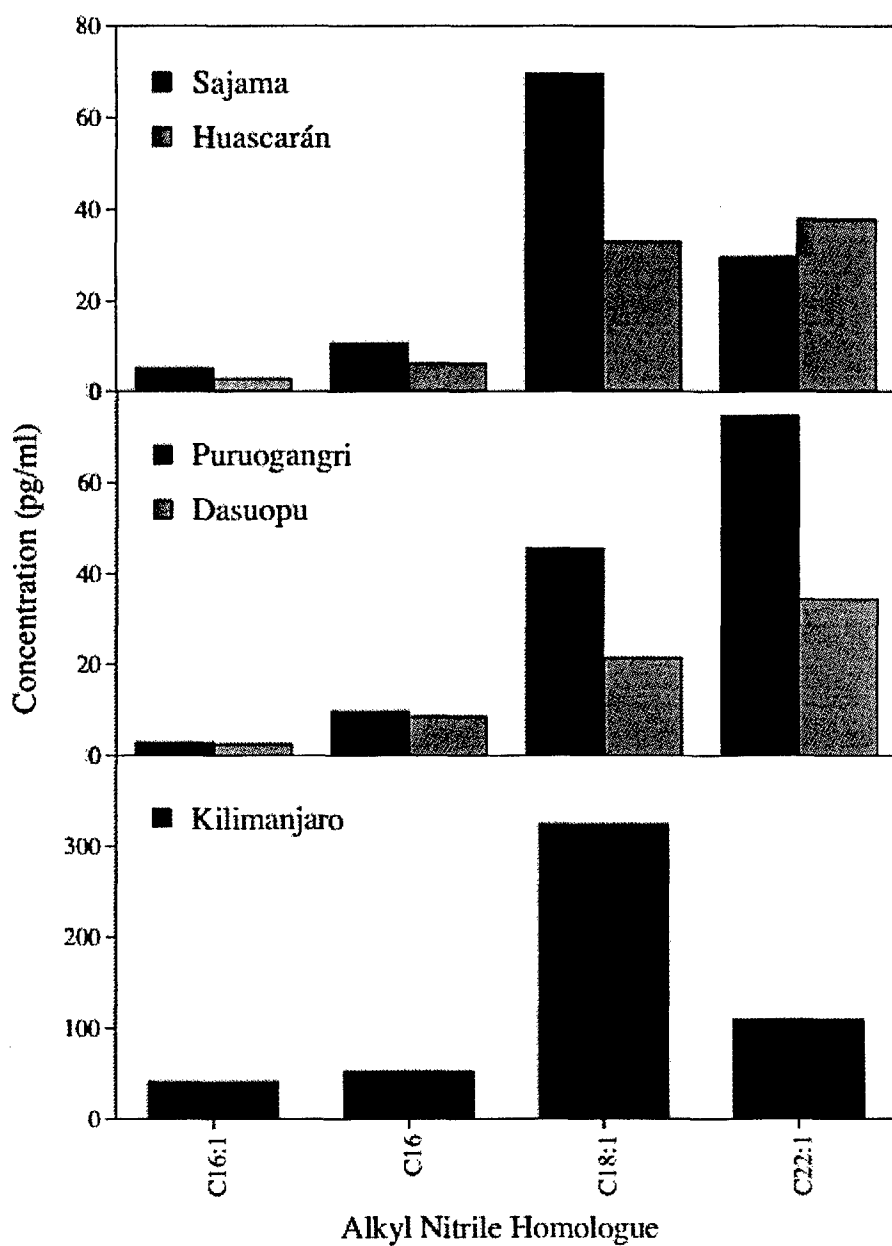 80
60
40
20
0
Sajama
Huascarán
60
40
20
0
Puruogangri
Dasuopu
300
200
100
0
Kilimanjaro
Concentration (pg/ml)
C16:1
C16
C18:1
C22:1
Alkyl Nitrile Homologue